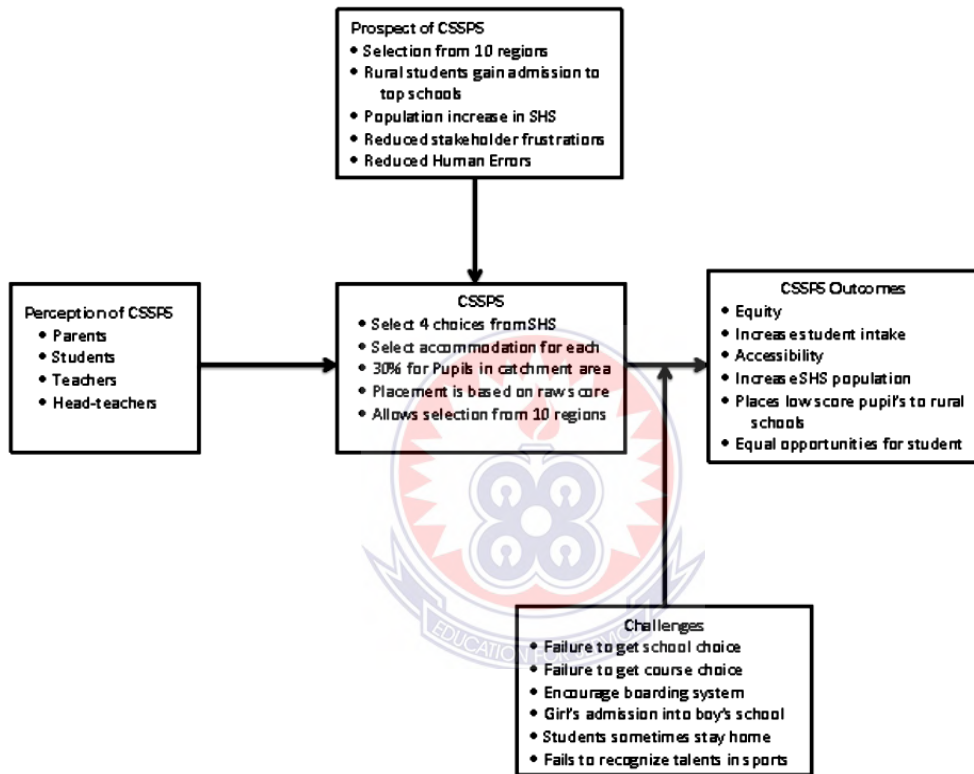 Prospect of CSSPS
• Selection from 10 regions
• Rural students gain admission to
top schools
• Population increase in SHS
• Reduced stakeholder frustrations
• Reduced Human Errors
Perception of CSSPS
• Parents
• Students
• Teachers
• Head-teachers
CSSPS
• Select 4 choices from SHS
• Select accommodation for each
• 30% for Pupils in catchment area
• Placement is based on raw score
• Allows selection from 10 regions
CSSPS Outcomes
• Equity
• Increase student intake
• Accessibility
• Increase SHS population
• Places low score pupil's to rural
schools
• Equal opportunities for student
Challenges
• Failure to get school choice
• Failure to get course choice
• Encourage boarding system
• Girl's admission into boy's school
• Students sometimes stay home
• Fails to recognize talents in sports
EDUCATION FOR SERVICE